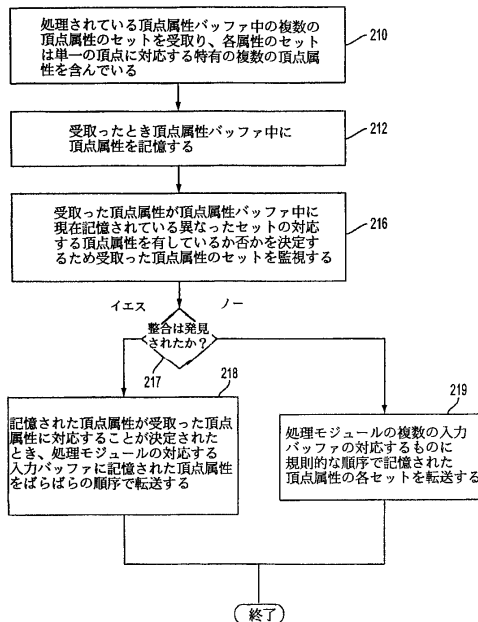 処理されている頂点属性バッファ中の複数の
頂点属性のセットを受取り、各属性のセット
は単一の頂点に対応する特有の複数の頂点属
性を含んでいる
210
受取ったとき頂点属性バッファ中に
頂点属性を記憶する
212
受取った頂点属性が頂点属性バッファ中に
現在記憶されている異なったセットの対応
する頂点属性を有しているか否かを決定す
るため受取った頂点属性のセットを監視する
216
イエス
ノー
整合は発見
されたか?
217
218
記憶された頂点属性が受取った頂点
属性に対応することが決定された
とき、処理モジュールの対応する
入力バッファに記憶された頂点属性
をばらばらの順序で転送する
219
処理モジュールの複数の入力
バッファの対応するものに
規則的な順序で記憶された
頂点属性の各セットを転送する
終了